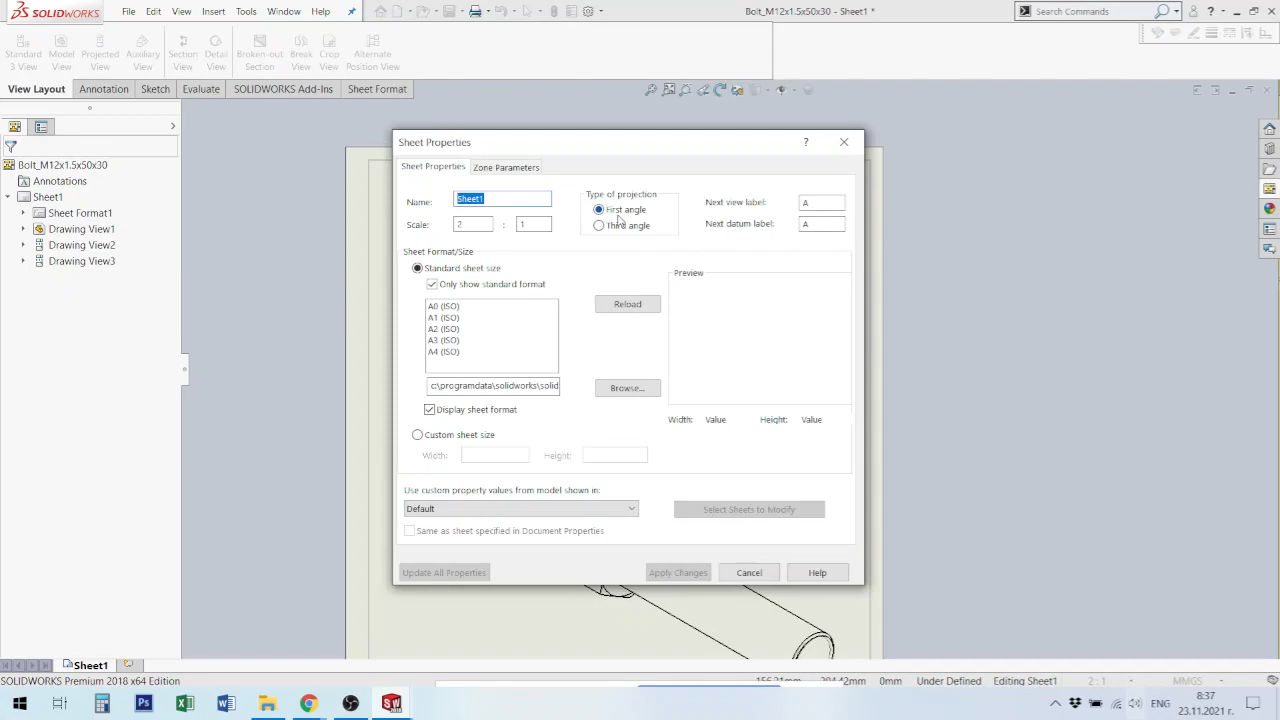 SOLIDWORKS File Edit View Insert Tools Window Help Bolt_M12x1.5x50x30 - Sheet1 * Search Commands ?
Standard 3 View Model View Projected View Auxiliary View Section View Detail View Broken-out Section Break View Crop View Alternate Position View
View Layout Annotation Sketch Evaluate SOLIDWORKS Add-Ins Sheet Format
Bolt_M12x1.5x50x30
Annotations
Sheet1
Sheet Format1
Drawing View1
Drawing View2
Drawing View3
Sheet Properties ?
Sheet Properties Zone Parameters
Name: Sheet1
Scale: 2 : 1
Type of projection
First angle
Third angle
Next view label: A
Next datum label: A
Sheet Format/Size
Standard sheet size
Only show standard format
A0 (ISO)
A1 (ISO)
A2 (ISO)
A3 (ISO)
A4 (ISO)
Reload
c:\programdata\solidworks\solid
Browse...
Display sheet format
Custom sheet size
Width: Height:
Preview
Width: Value Height: Value
Use custom property values from model shown in:
Default
Select Sheets to Modify
Same as sheet specified in Document Properties
Update All Properties Apply Changes Cancel Help
Sheet1
SOLIDWORKS Premium 2018 x64 Edition 0mm Under Defined Editing Sheet1 2 : 1 MMGS
ENG 8:37
23.11.2021 г.